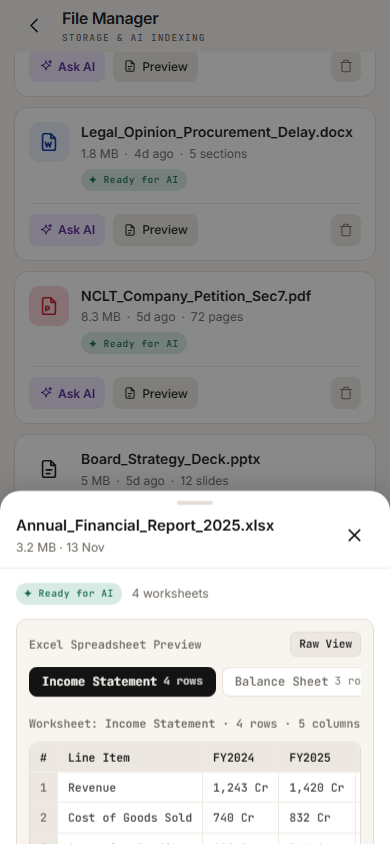 File Manager
STORAGE & AI INDEXING
Ask AI Preview
Legal_Opinion_Procurement_Delay.docx
1.8 MB · 4d ago · 5 sections
Ready for AI
Ask AI Preview
NCLT_Company_Petition_Sec7.pdf
8.3 MB · 5d ago · 72 pages
Ready for AI
Ask AI Preview
Board_Strategy_Deck.pptx
5 MB · 5d ago · 12 slides
Annual_Financial_Report_2025.xlsx
3.2 MB · 13 Nov
Ready for AI 4 worksheets
Excel Spreadsheet Preview Raw View
Income Statement 4 rows Balance Sheet 3 ro
Worksheet: Income Statement · 4 rows · 5 columns
# Line Item FY2024 FY2025
1 Revenue 1,243 Cr 1,420 Cr
2 Cost of Goods Sold 740 Cr 832 Cr